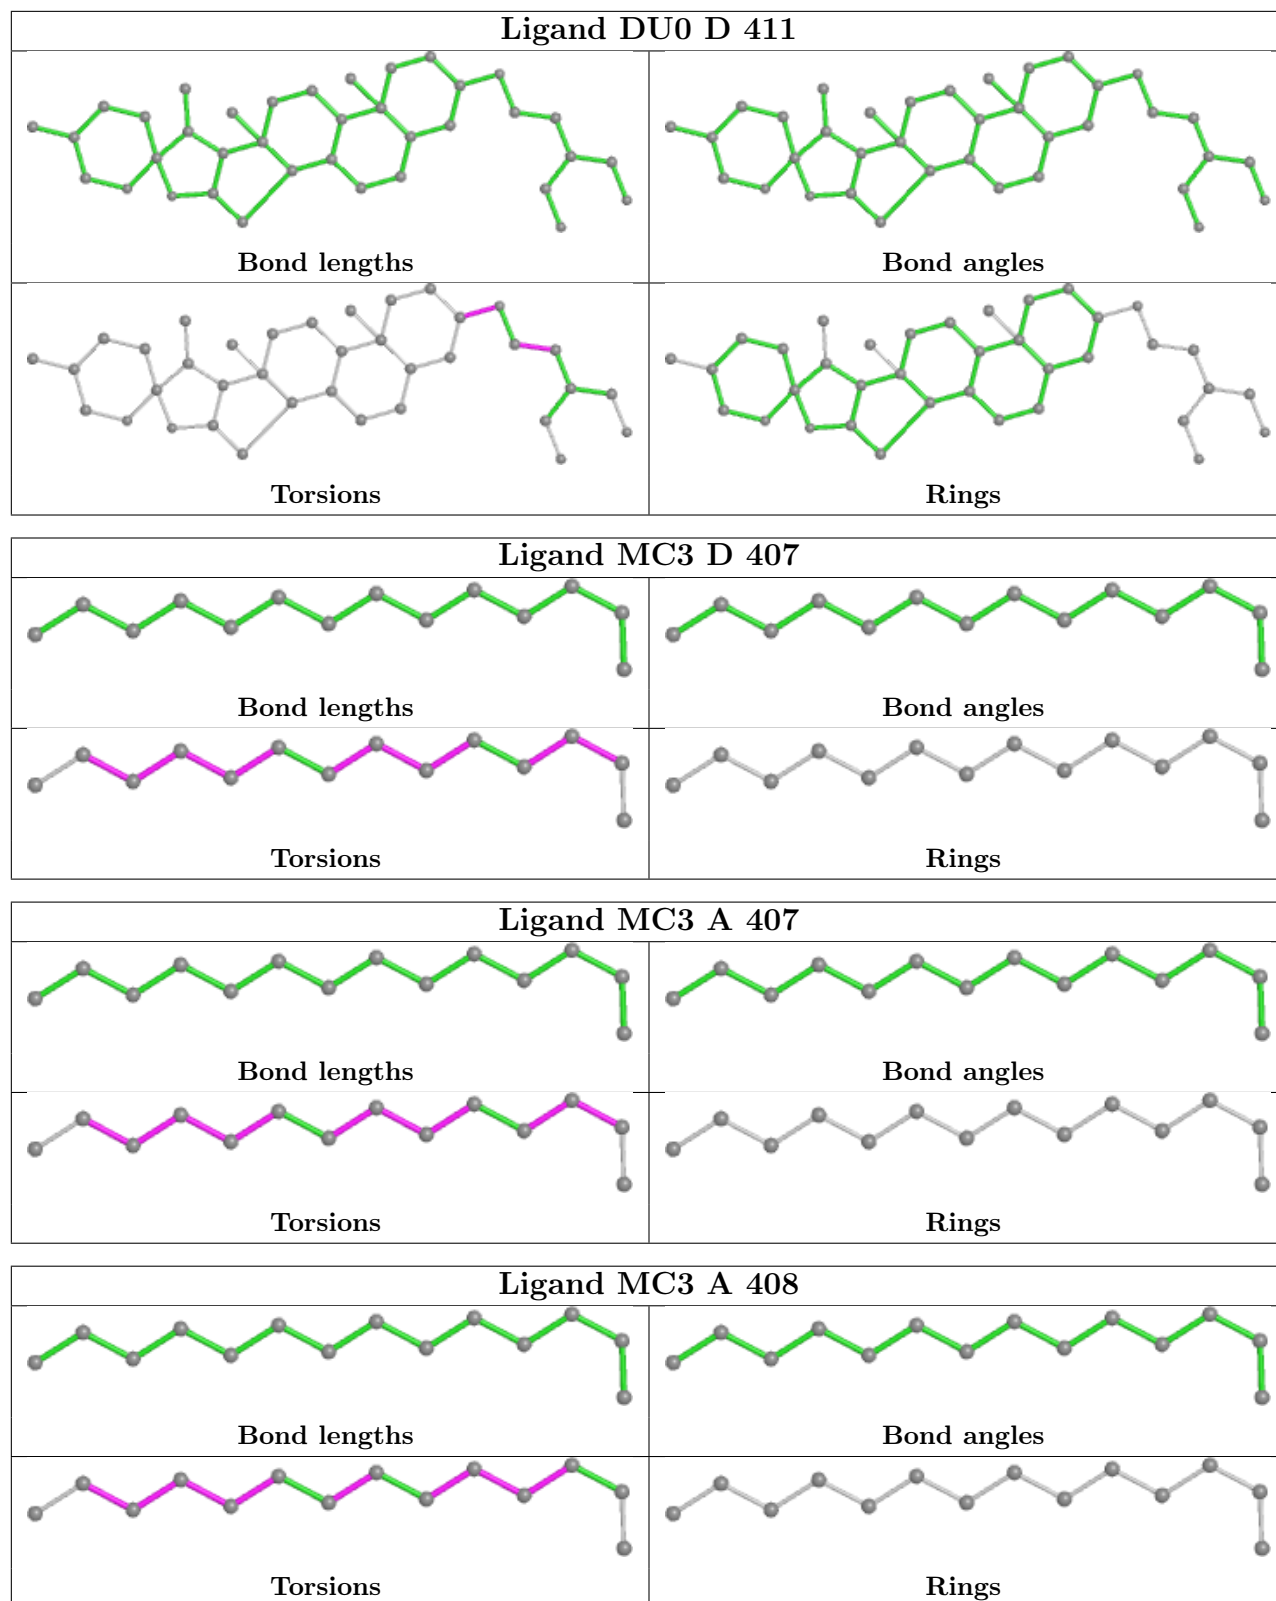 Ligand DU0 D 411
Bond lengths
Bond angles
Torsions
Rings
Ligand MC3 D 407
Bond lengths
Bond angles
Torsions
Rings
Ligand MC3 A 407
Bond lengths
Bond angles
Torsions
Rings
Ligand MC3 A 408
Bond lengths
Bond angles
Torsions
Rings